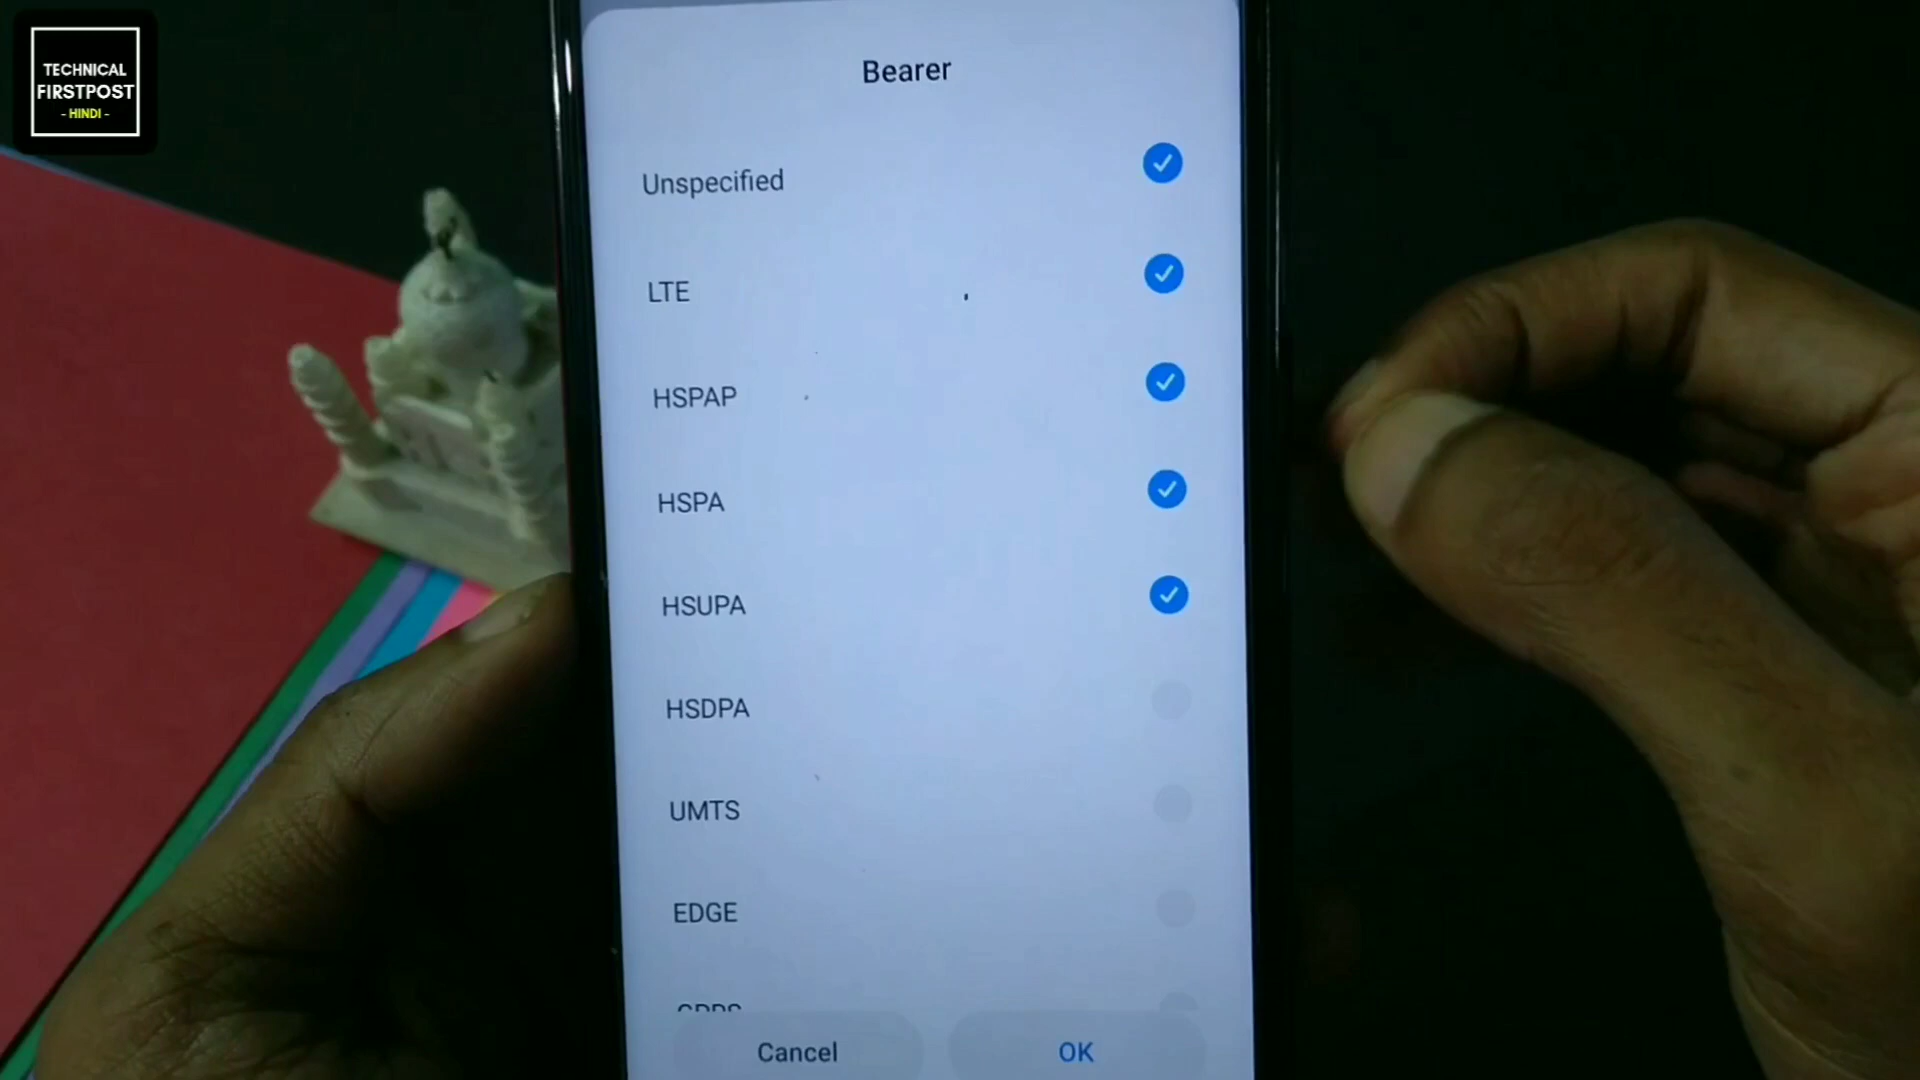 TECHNICAL
FIRSTPOST
- HINDI -
Bearer
Unspecified
LTE
HSPAP
HSPA
HSUPA
HSDPA
UMTS
EDGE
Cancel
OK